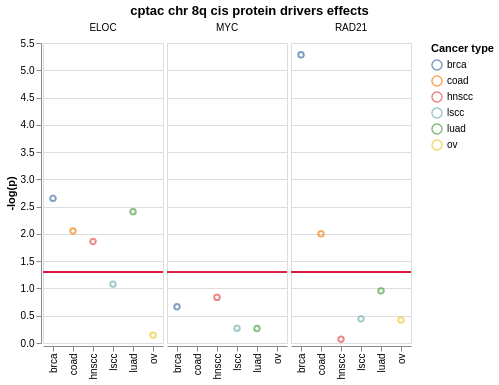 cptac chr 8q cis protein drivers effects
ELOC MYC RAD21
-log(p)
5.5
5.0
4.5
4.0
3.5
3.0
2.5
2.0
1.5
1.0
0.5
0.0
brca coad hnscc lscc luad ov brca coad hnscc lscc luad ov brca coad hnscc lscc luad ov
Cancer type
brca
coad
hnscc
lscc
luad
ov